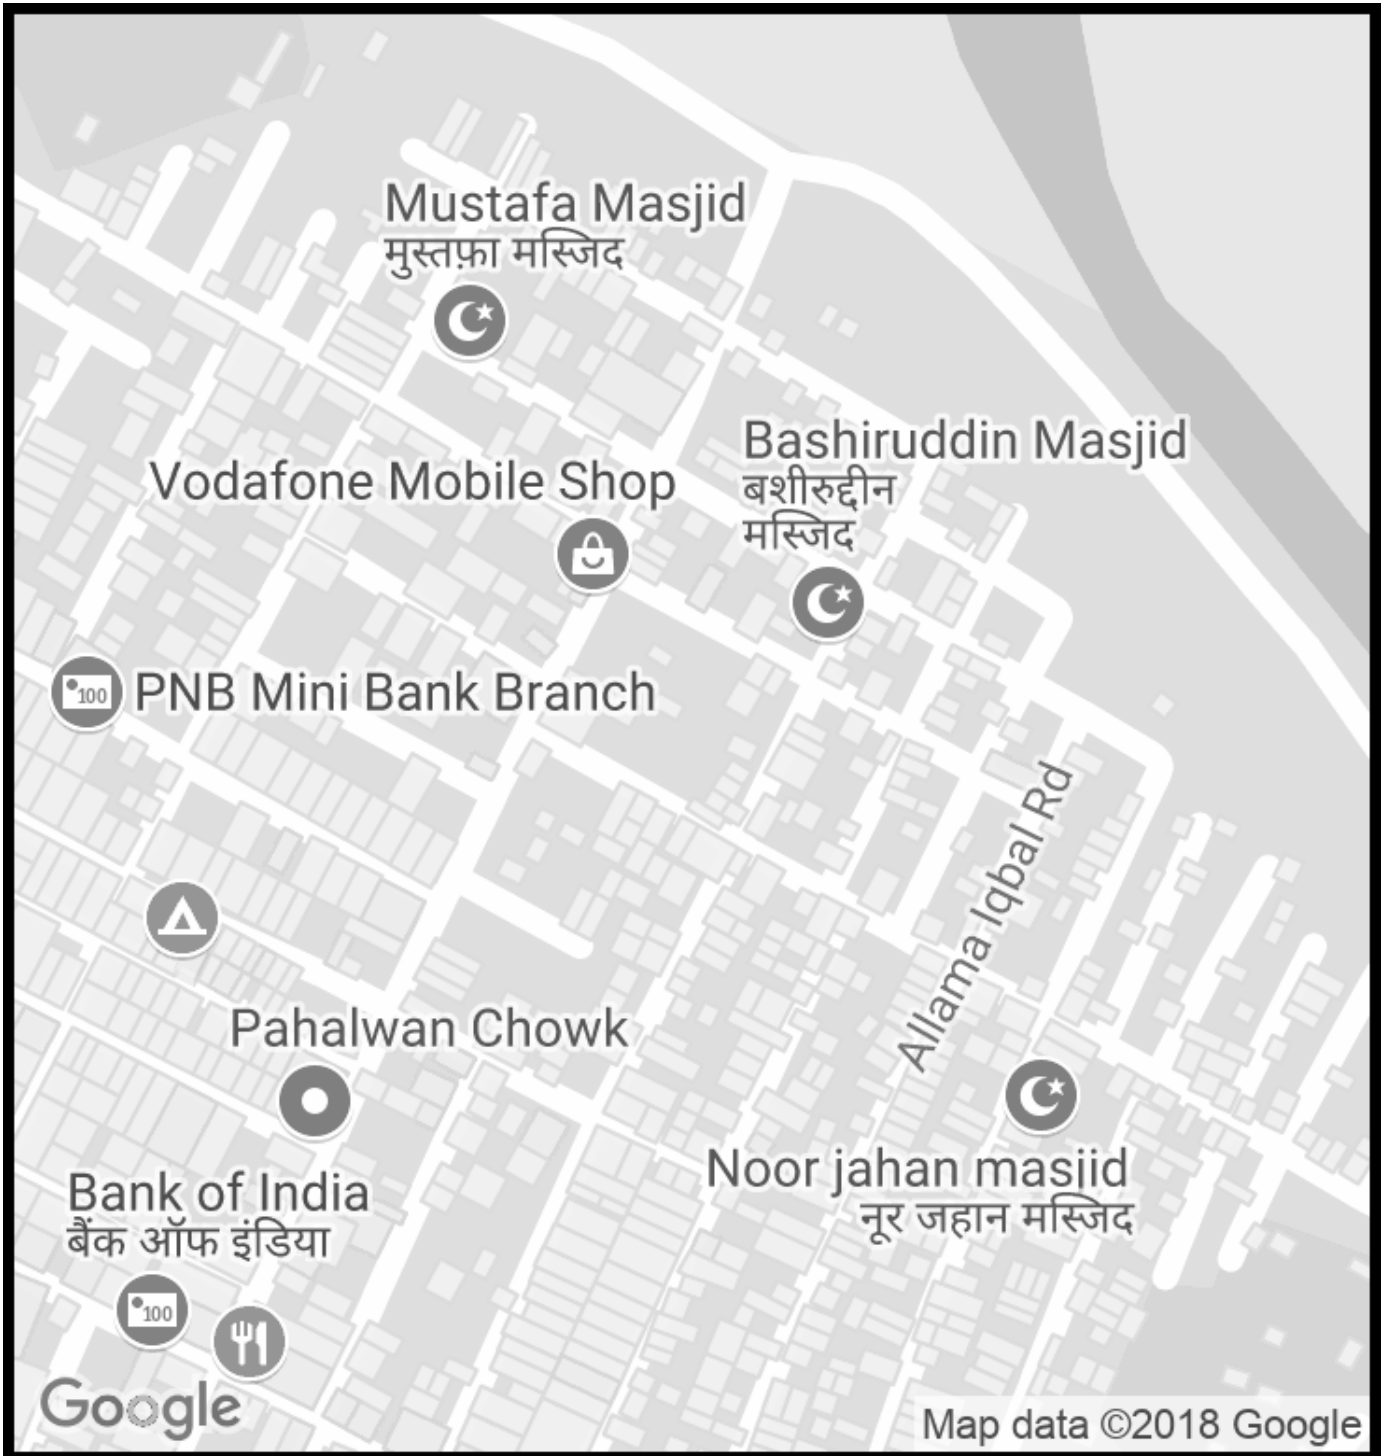 Mustafa Masjid
मुस्तफ़ा मस्जिद
Bashiruddin Masjid
बशीरुद्दीन
मस्जिद
Vodafone Mobile Shop
100 PNB Mini Bank Branch
Allama Iqbal Rd
Pahalwan Chowk
Noor jahan masjid
नूर जहान मस्जिद
Bank of India
बैंक ऑफ इंडिया
100
Google
Map data ©2018 Google